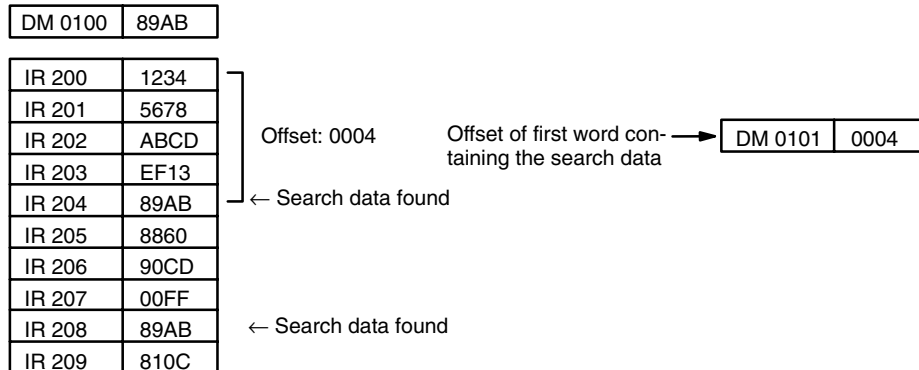 DM 0100 89AB
IR 200 1234
IR 201 5678
IR 202 ABCD
IR 203 EF13
IR 204 89AB
IR 205 8860
IR 206 90CD
IR 207 00FF
IR 208 89AB
IR 209 810C
Offset: 0004
← Search data found
← Search data found
Offset of first word con-
taining the search data
DM 0101 0004